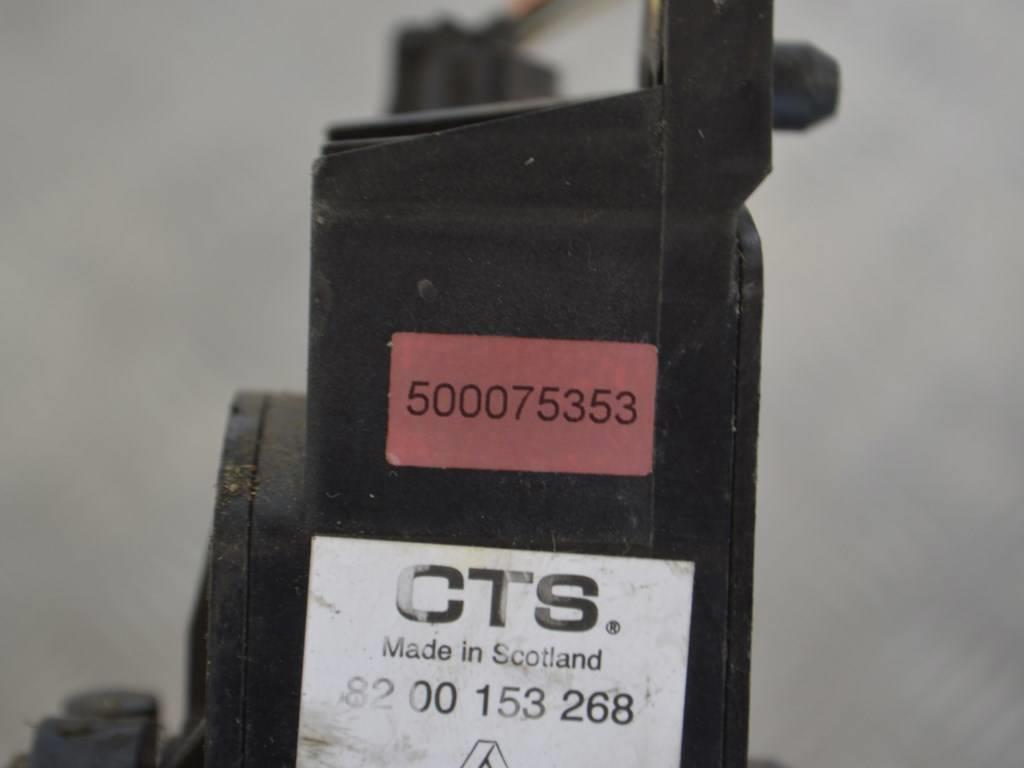 500075353
CTS®
Made in Scotland
82 00 153 268